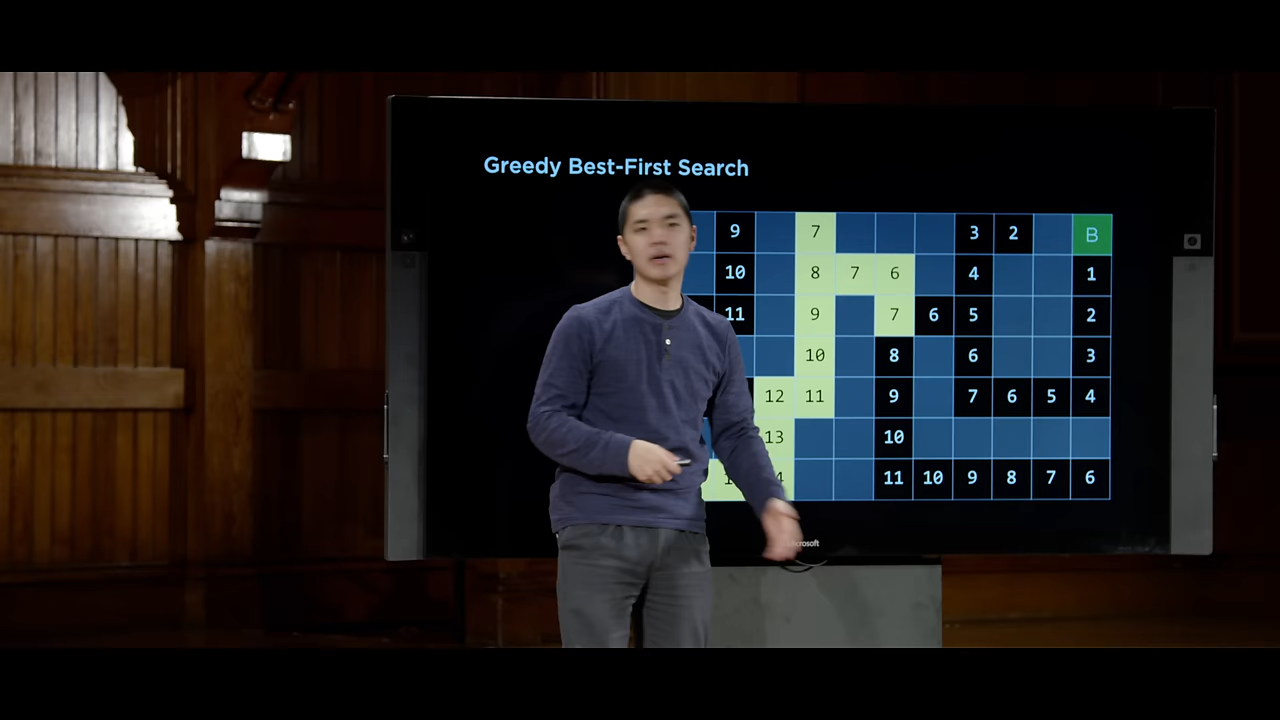 Greedy Best-First Search
9 7 3 2 B
10 8 7 6 4 1
11 9 7 6 5 2
10 8 6 3
12 11 9 7 6 5 4
13 10
11 10 9 8 7 6